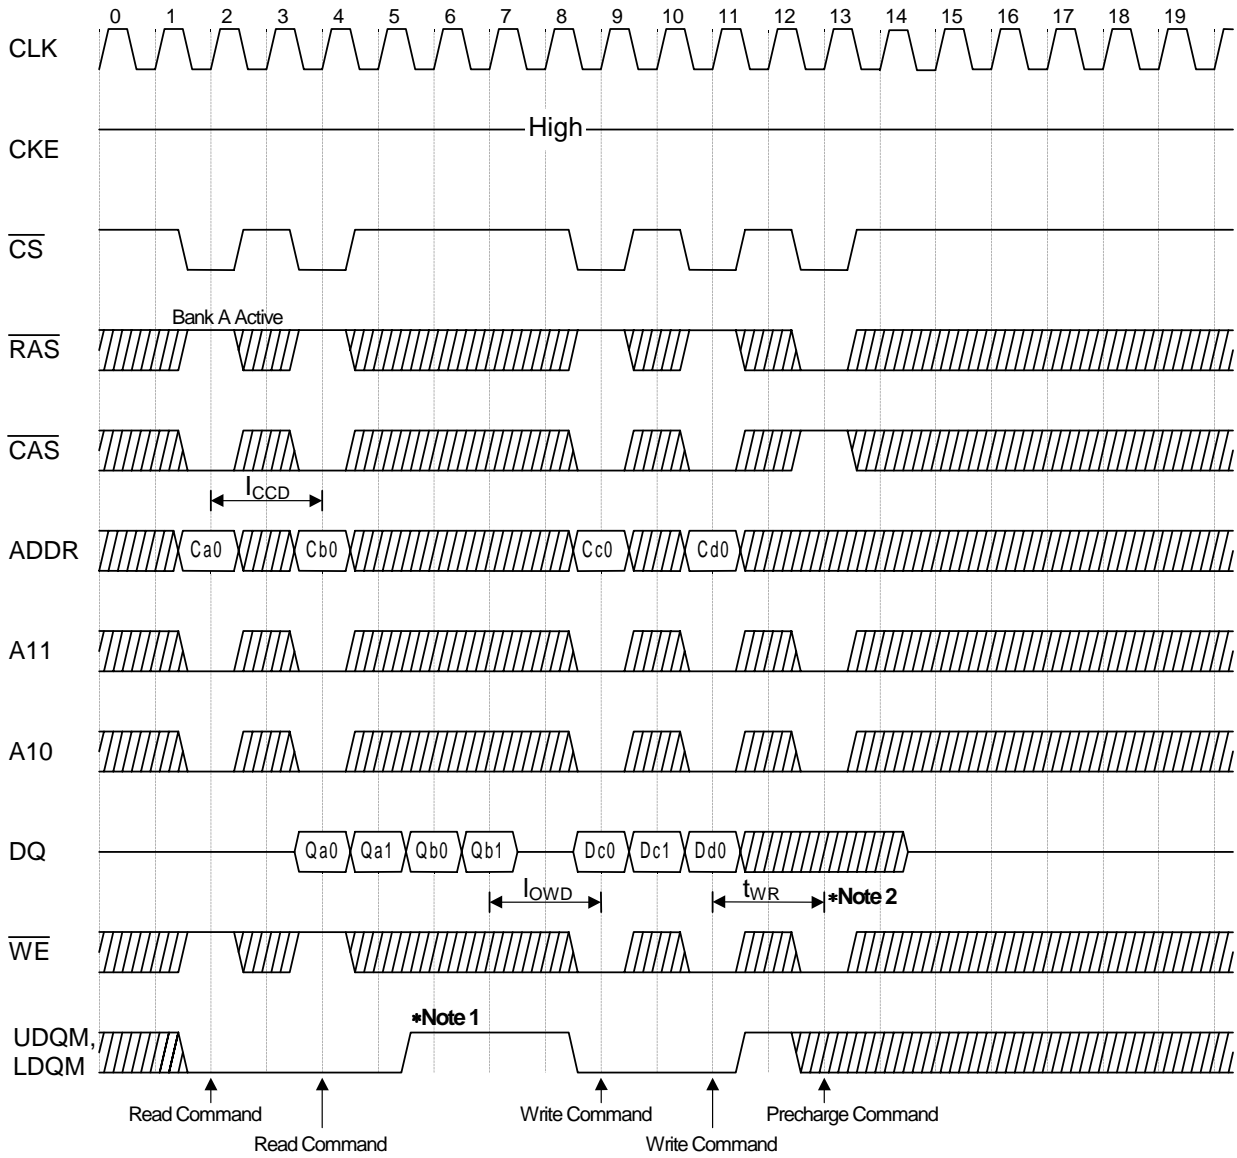 0 1 2 3 4 5 6 7 8 9 10 11 12 13 14 15 16 17 18 19
CLK
High
CKE
CS
Bank A Active
RAS
CAS
lCCD
ADDR Ca0 Cb0 Cc0 Cd0
A11
A10
DQ Qa0 Qa1 Qb0 Qb1 Dc0 Dc1 Dd0
lOWD tWR *Note 2
WE
*Note 1
UDQM,
LDQM
Read Command Write Command Precharge Command
Read Command Write Command